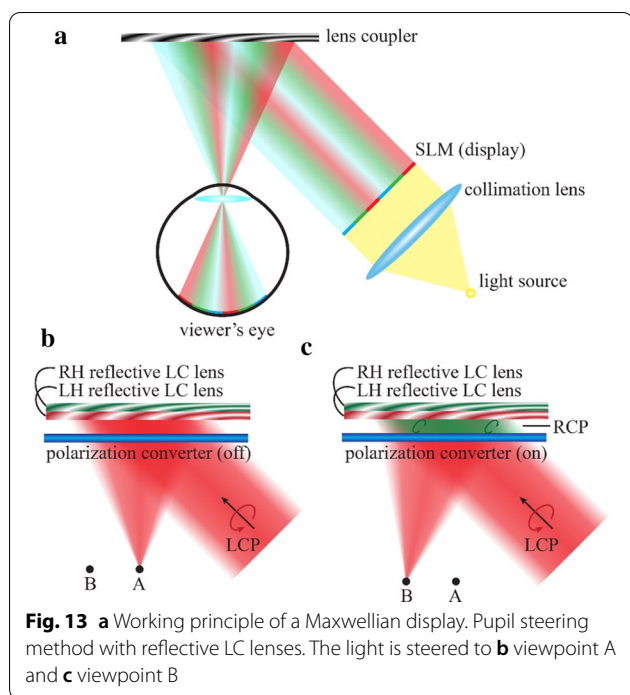 a
lens coupler
SLM (display)
collimation lens
light source
viewer's eye
b
RH reflective LC lens
LH reflective LC lens
polarization converter (off)
LCP
B
A
c
RH reflective LC lens
LH reflective LC lens
RCP
polarization converter (on)
LCP
B
A
Fig. 13 a Working principle of a Maxwellian display. Pupil steering
method with reflective LC lenses. The light is steered to b viewpoint A
and c viewpoint B